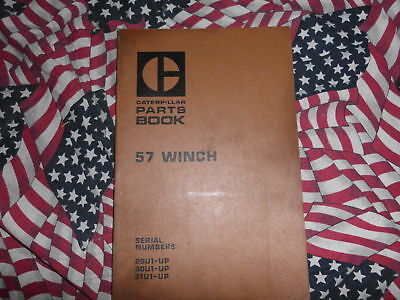 C
CATERPILLAR
PARTS
BOOK
57 WINCH
SERIAL
NUMBERS
29U1-UP
30U1-UP
31U1-UP